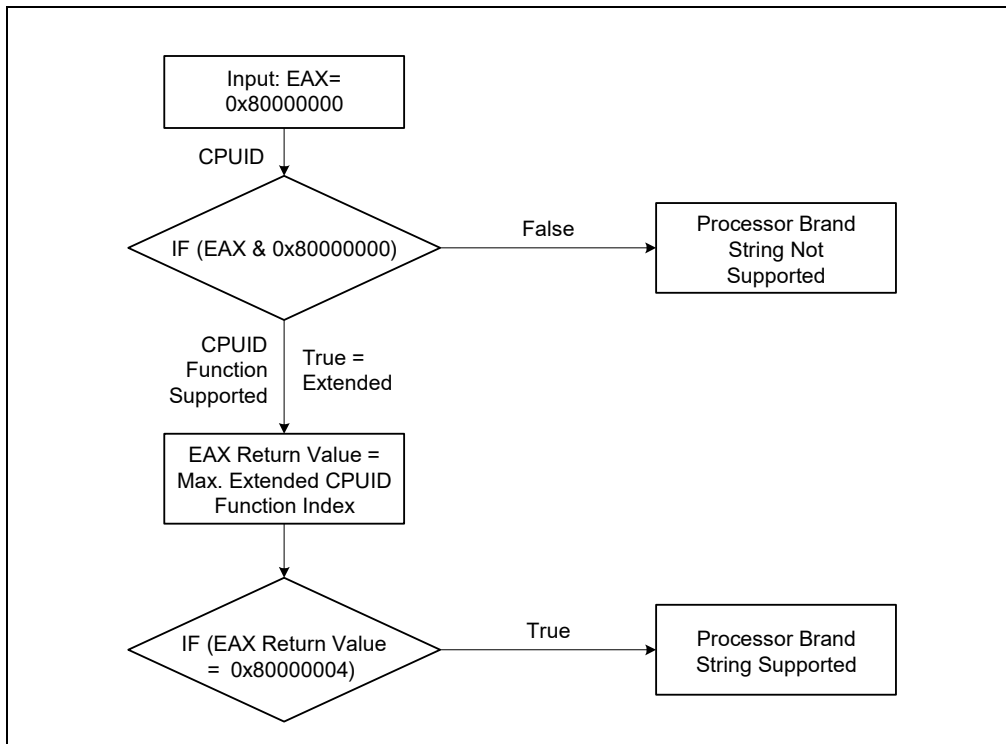 Input: EAX=
0x80000000
CPUID
IF (EAX & 0x80000000)
False
Processor Brand
String Not
Supported
CPUID
Function
Supported
True =
Extended
EAX Return Value =
Max. Extended CPUID
Function Index
IF (EAX Return Value
= 0x80000004)
True
Processor Brand
String Supported